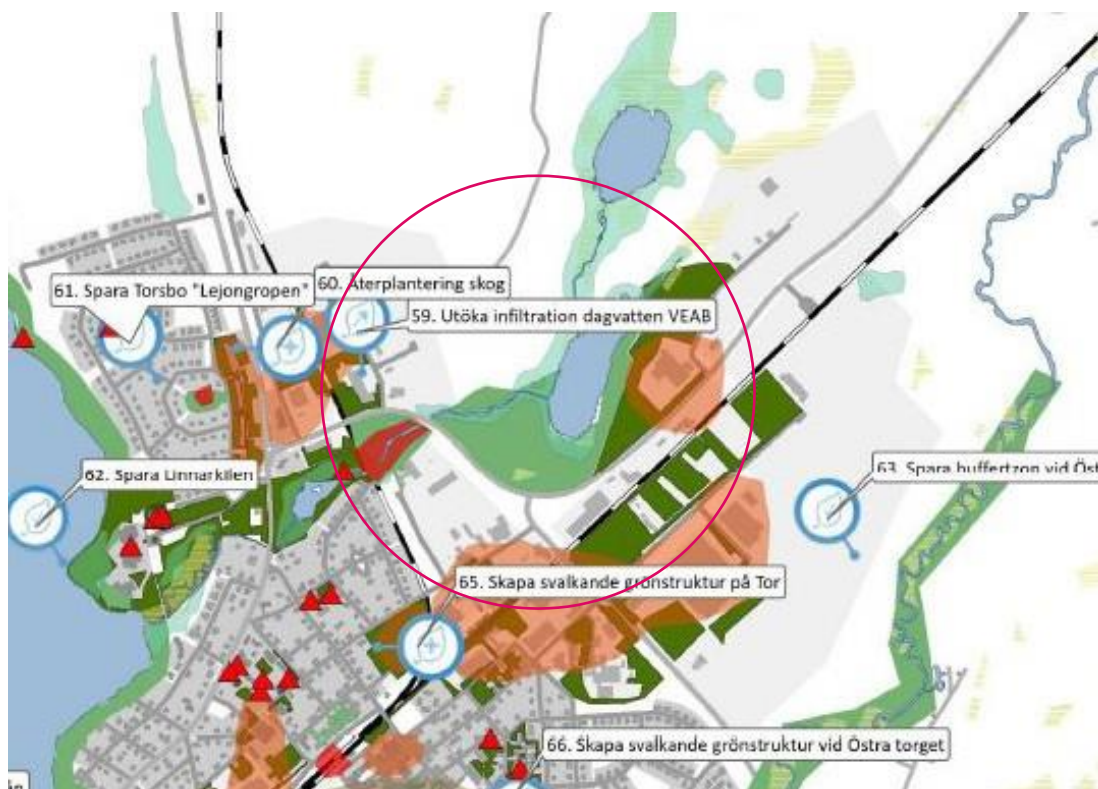 61. Spara Torsbo "Lejongropen"
60. Återplantering skog
59. Utöka infiltration dagvatten VEAB
62. Spara Linnarkilen
63. Spara buffertzon vid Öst
65. Skapa svalkande grönstruktur på Tor
66. Skapa svalkande grönstruktur vid Östra torget